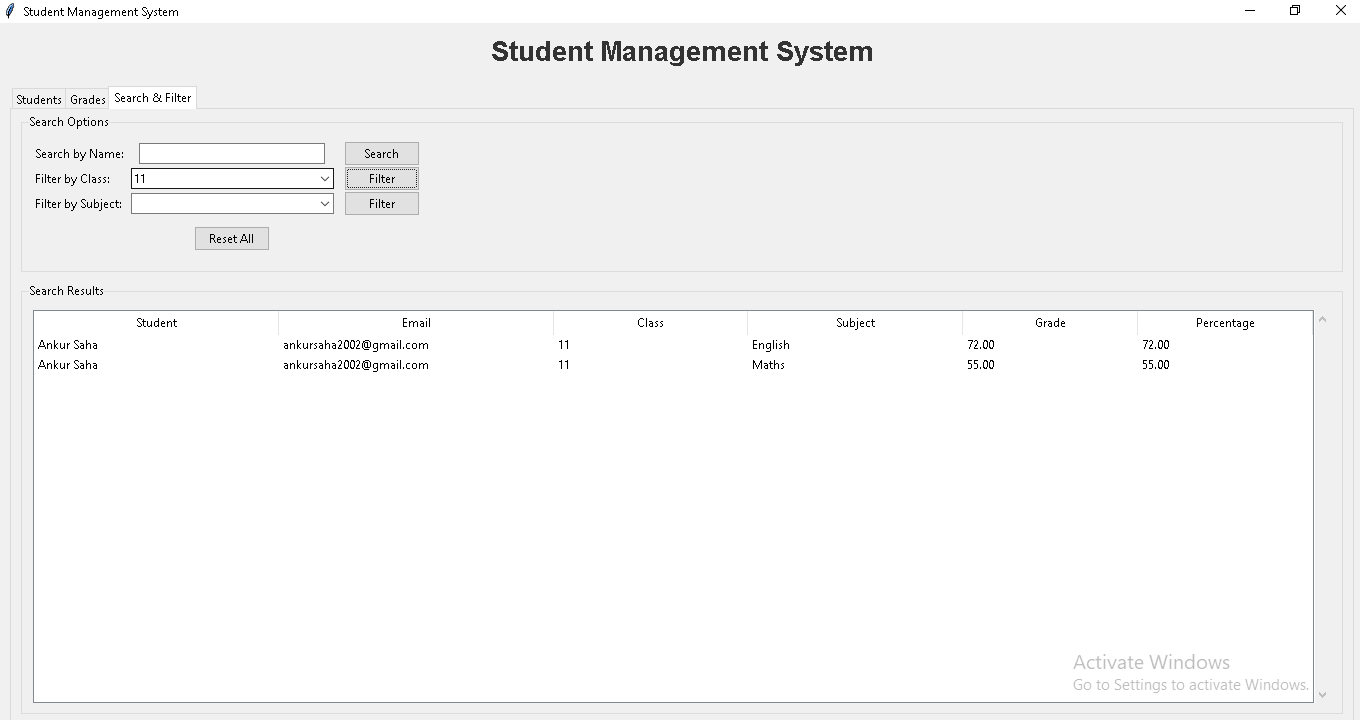 Student Management System
Student Management System
Students Grades Search & Filter
Search Options
Search by Name: Search
Filter by Class: 11 Filter
Filter by Subject: Filter
Reset All
Search Results
Student Email Class Subject Grade Percentage
Ankur Saha ankursaha2002@gmail.com 11 English 72.00 72.00
Ankur Saha ankursaha2002@gmail.com 11 Maths 55.00 55.00
Activate Windows
Go to Settings to activate Windows.